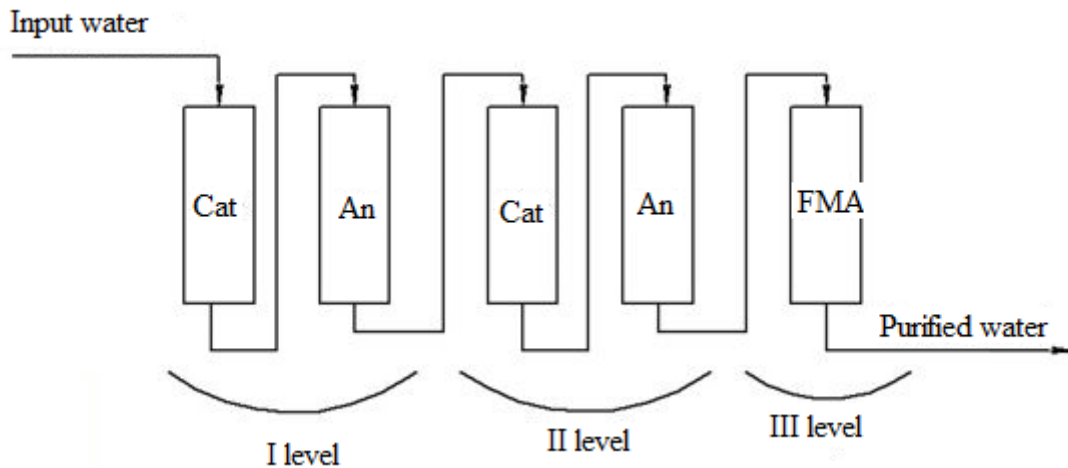 Input water
Cat
An
Cat
An
FMA
Purified water
I level
II level
III level